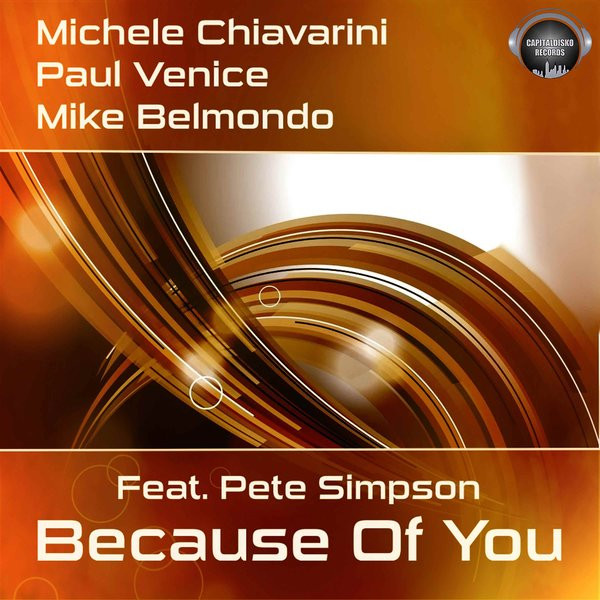 Michele Chiavarini
Paul Venice
Mike Belmondo
CAPITALDISKO
RECORDS
Feat. Pete Simpson
Because Of You